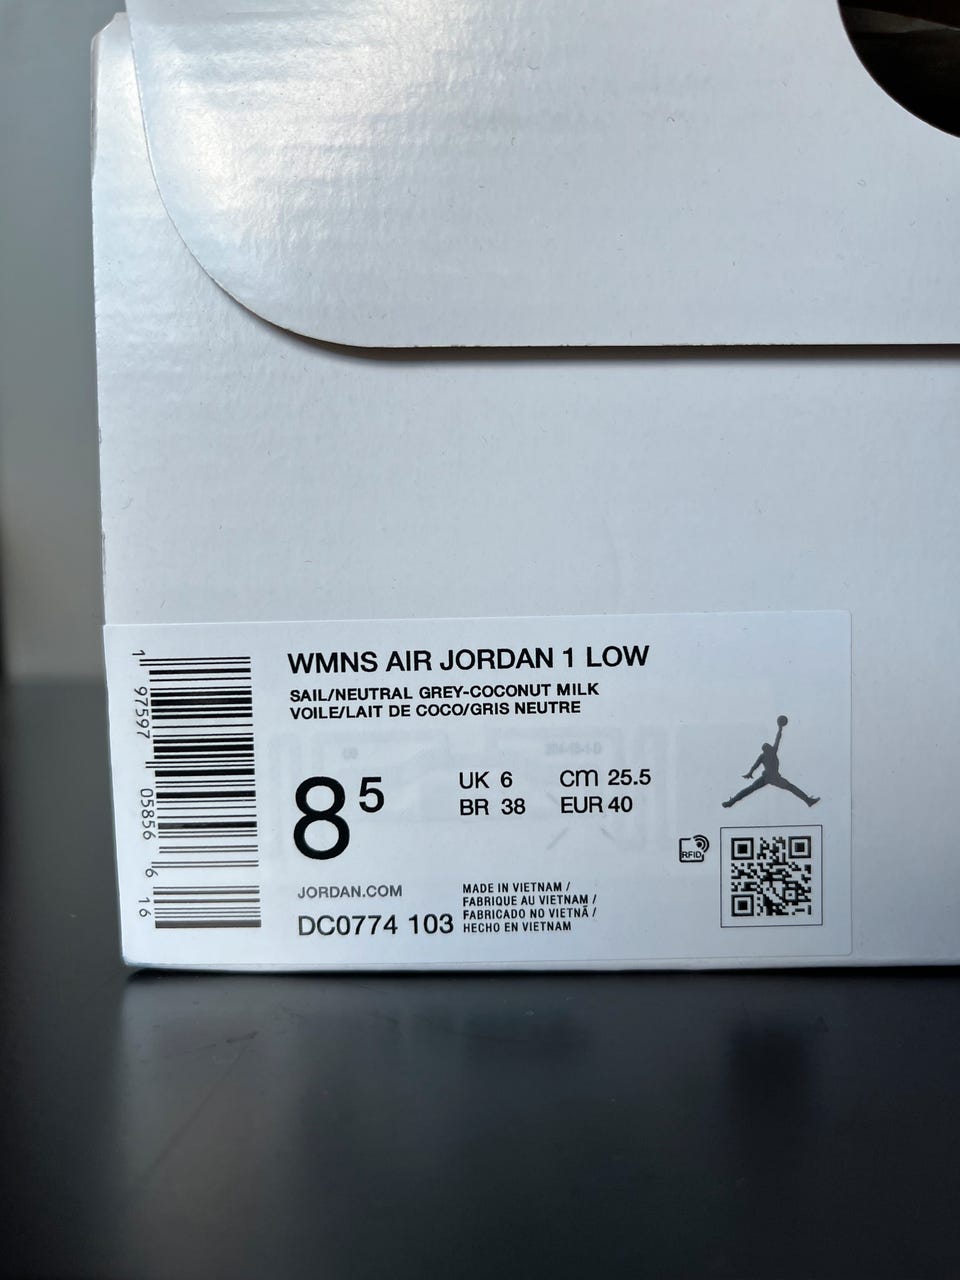 WMNS AIR JORDAN 1 LOW
SAIL/NEUTRAL GREY-COCONUT MILK
VOILE/LAIT DE COCO/GRIS NEUTRE
8⁵
UK 6 cm 25.5
BR 38 EUR 40
RFID
JORDAN.COM
DC0774 103
MADE IN VIETNAM /
FABRIQUE AU VIETNAM /
FABRICADO NO VIETNÃ /
HECHO EN VIETNAM
1 97597 05856 6 16